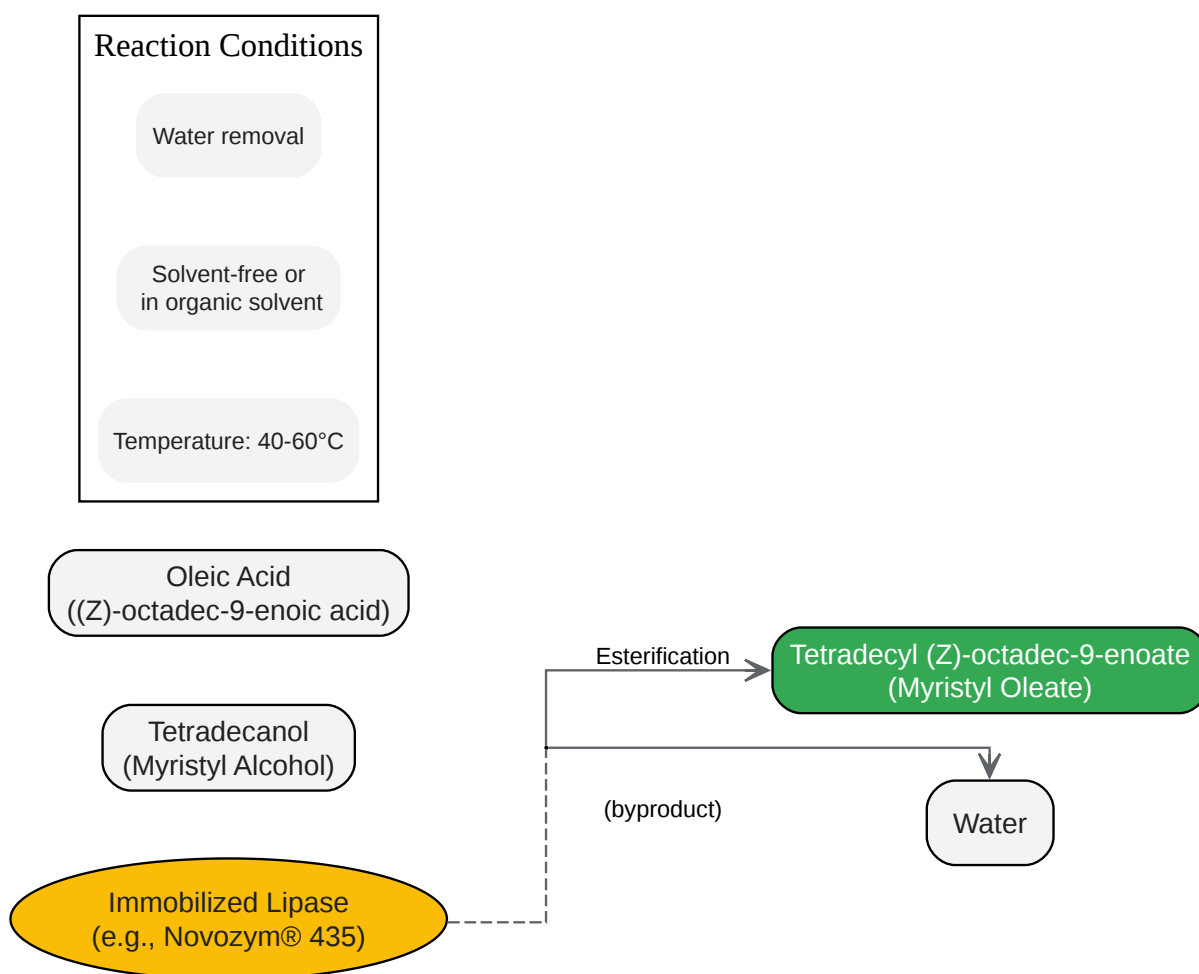 Reaction Conditions
Water removal
Solvent-free or
in organic solvent
Temperature: 40-60°C
Oleic Acid
((Z)-octadec-9-enoic acid)
Tetradecanol
(Myristyl Alcohol)
Immobilized Lipase
(e.g., Novozym® 435)
Esterification
(byproduct)
Tetradecyl (Z)-octadec-9-enoate
(Myristyl Oleate)
Water